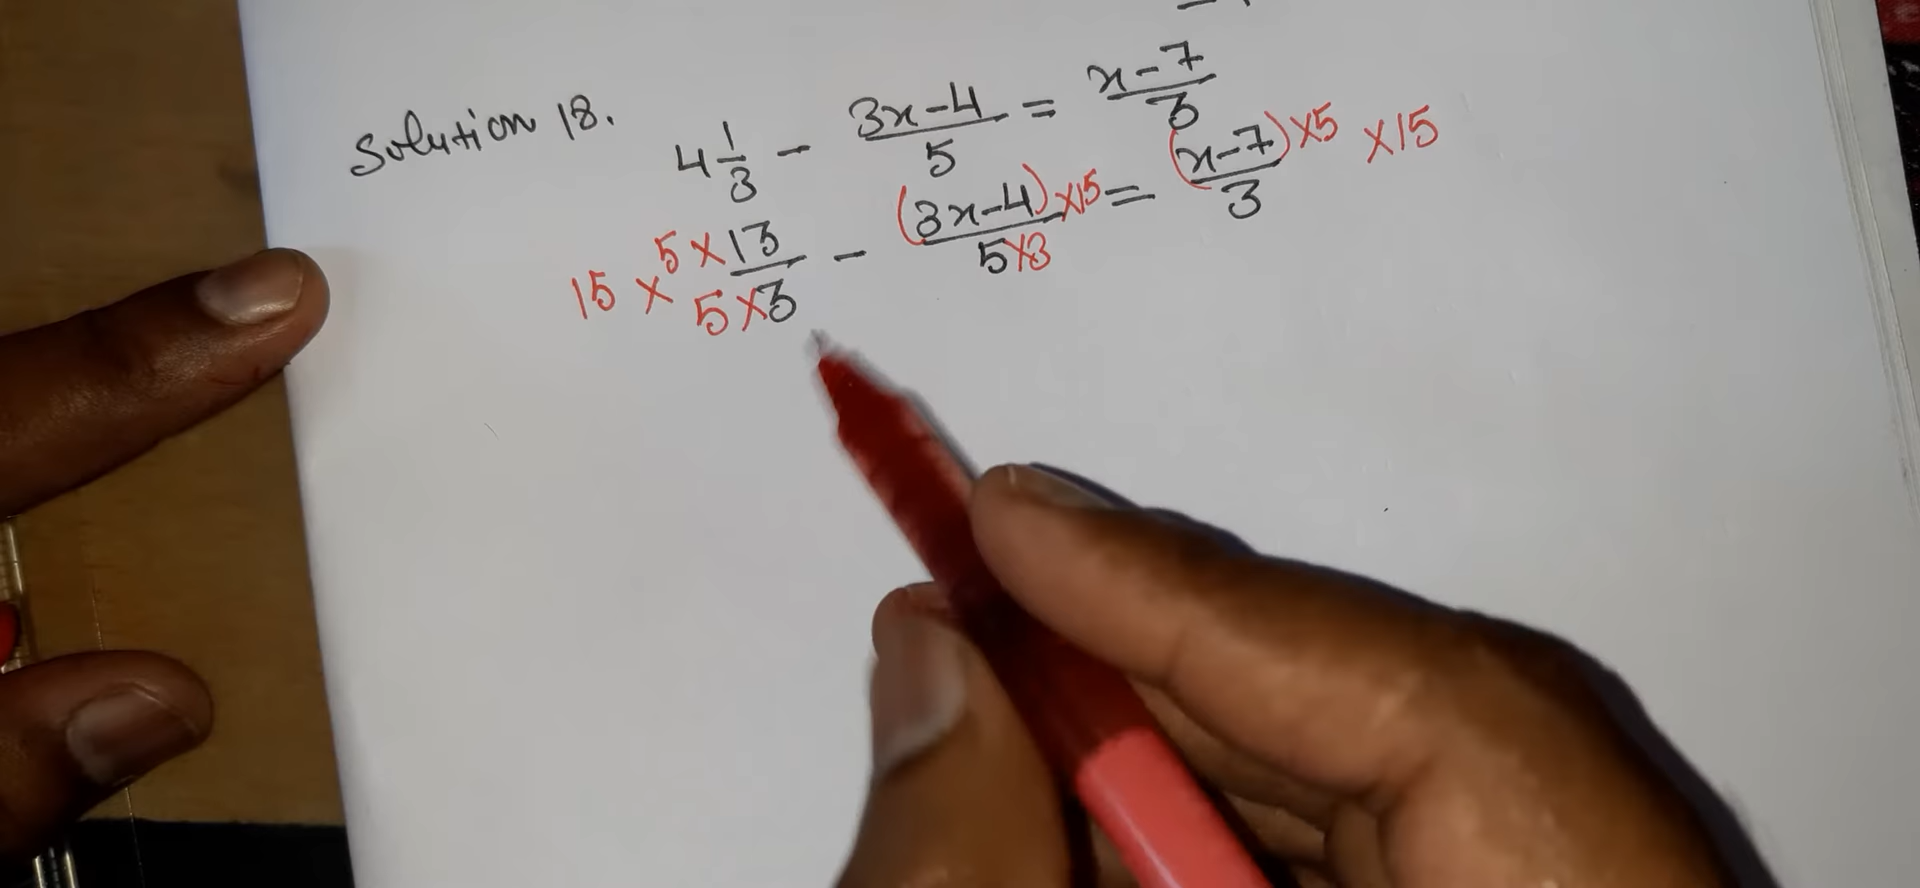 Solution 18. 4 1/3 - (3x-4)/5 = (x-7)/3
15 × (5×13)/(5×3) - ((3x-4)×15)/(5×3) = ((x-7)×5)/3 ×15